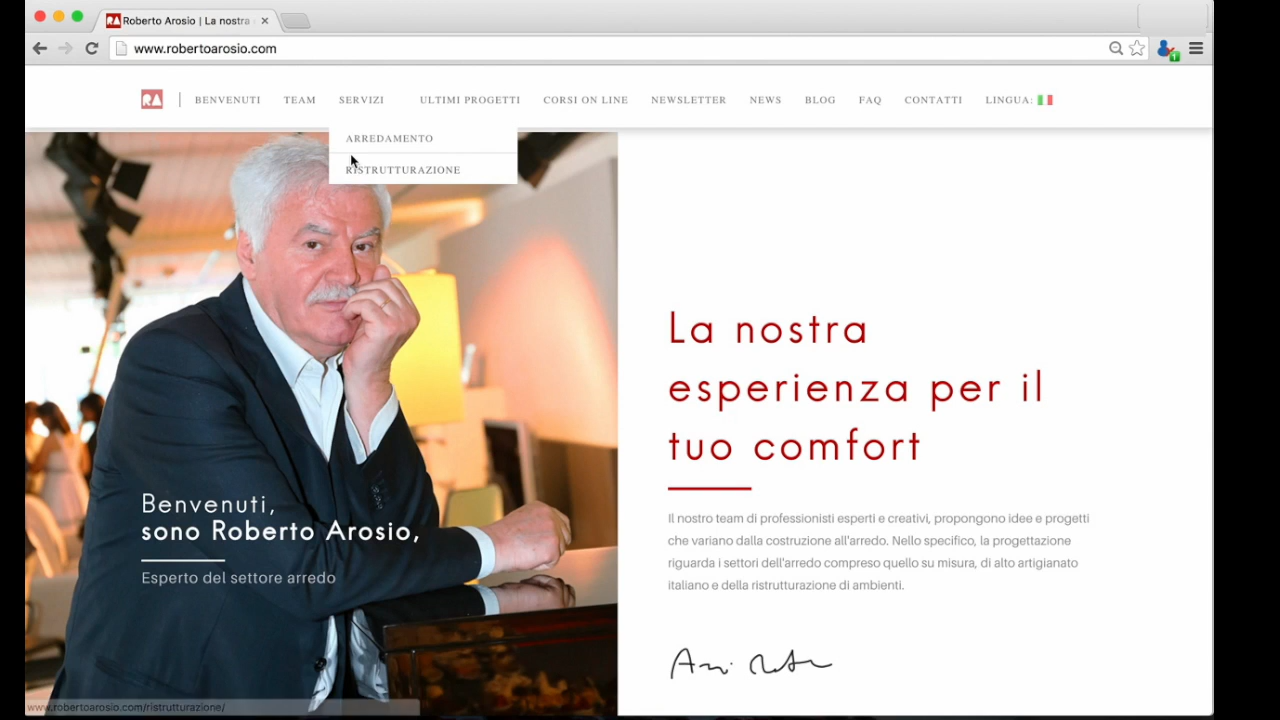 Roberto Arosio | La nostra
www.robertoarosio.com
1
RA
BENVENUTI TEAM SERVIZI ULTIMI PROGETTI CORSI ON LINE NEWSLETTER NEWS BLOG FAQ CONTATTI LINGUA:
ARREDAMENTO
RISTRUTTURAZIONE
La nostra
esperienza per il
tuo comfort
Il nostro team di professionisti esperti e creativi, propongono idee e progetti
che variano dalla costruzione all'arredo. Nello specifico, la progettazione
riguarda i settori dell'arredo compreso quello su misura, di alto artigianato
italiano e della ristrutturazione di ambienti.
Benvenuti,
sono Roberto Arosio,
Esperto del settore arredo
www.robertoarosio.com/ristrutturazione/